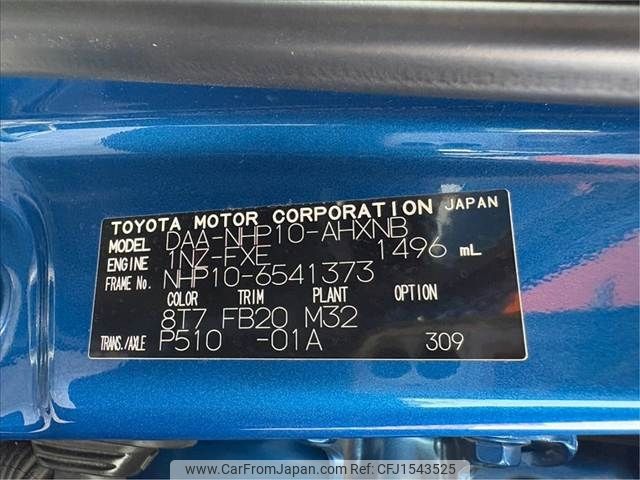 TOYOTA MOTOR CORPORATION JAPAN
MODEL DAA-NHP10-AHXNB
ENGINE 1NZ-FXE 1496 mL
FRAME No. NHP10-6541373
COLOR TRIM PLANT OPTION
8T7 FB20 M32
TRANS./AXLE P510 -01A 309
www.CarFromJapan.com - CFJ1543525